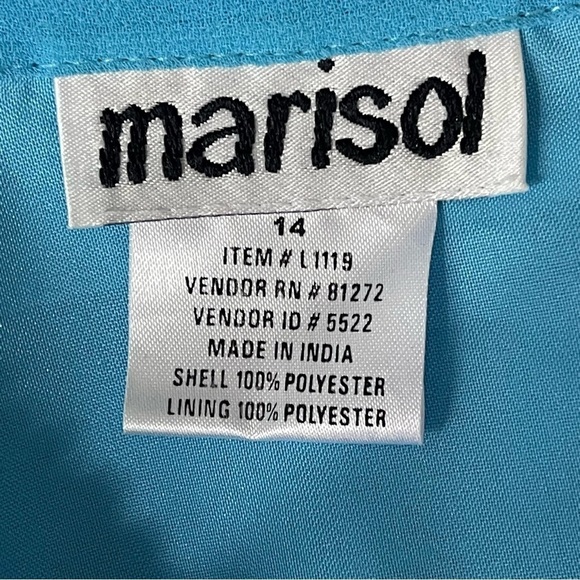 marisol
14
ITEM # L1119
VENDOR RN # 81272
VENDOR ID # 5522
MADE IN INDIA
SHELL 100% POLYESTER
LINING 100% POLYESTER